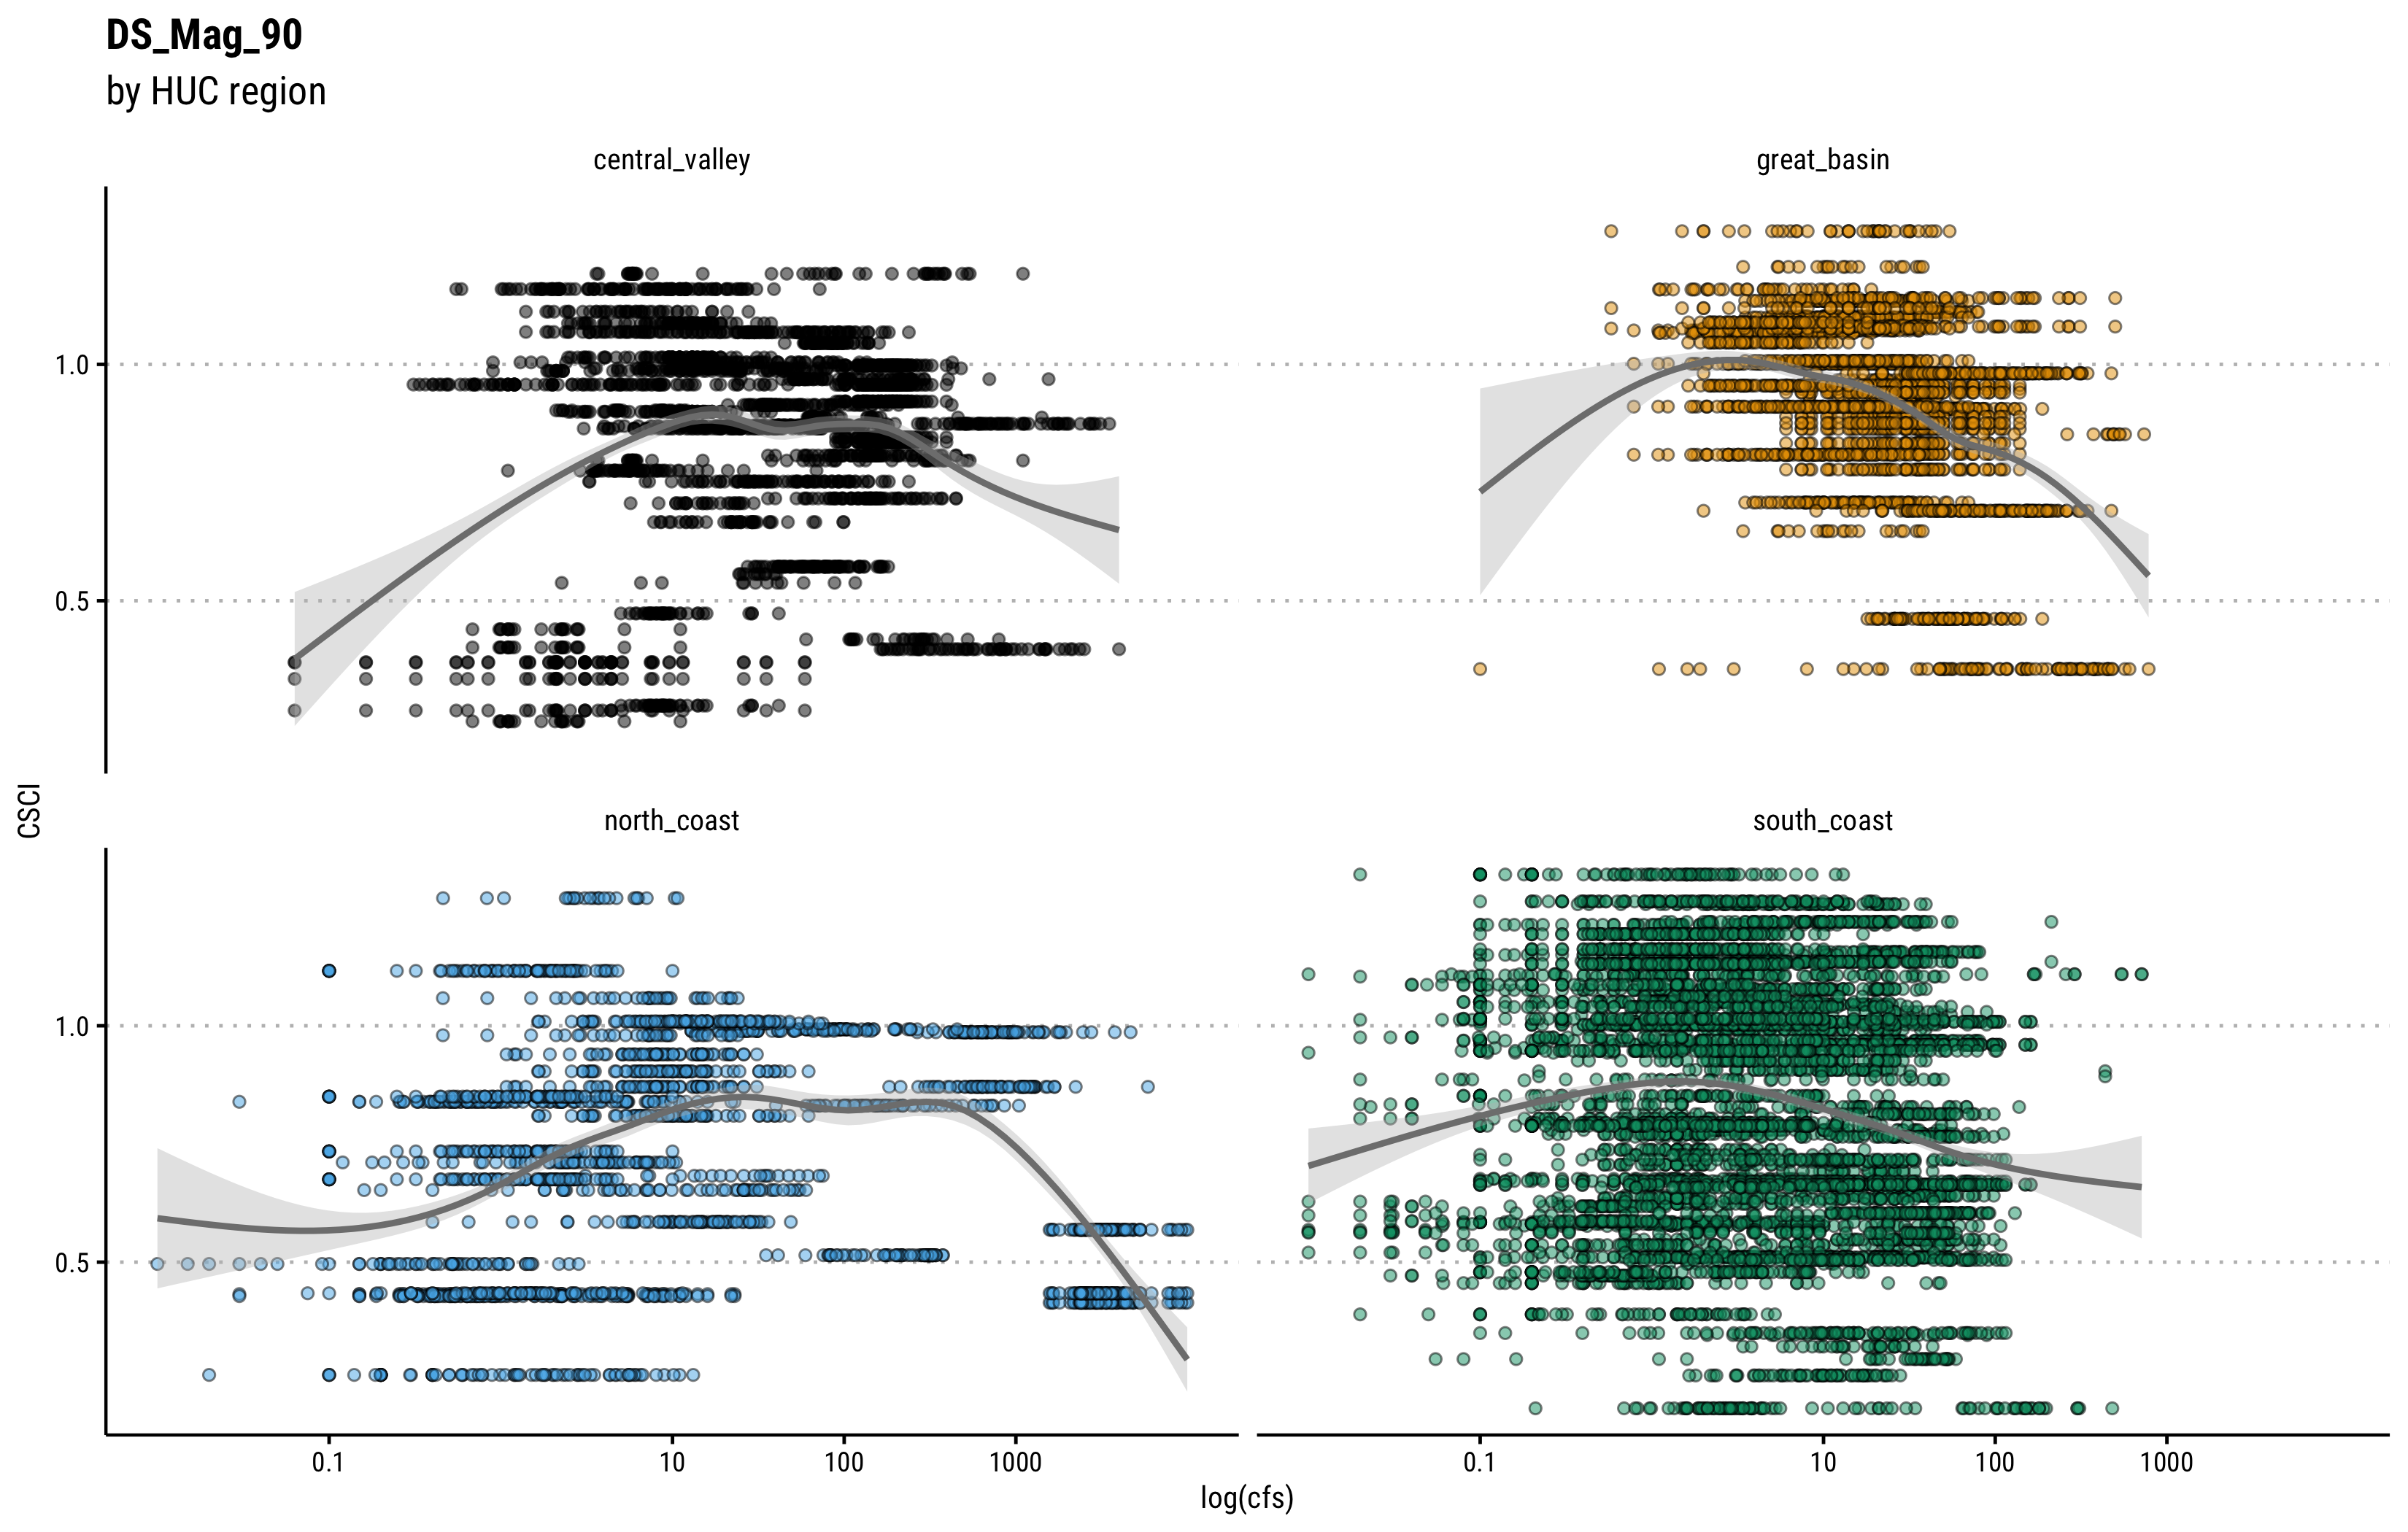 DS_Mag_90
by HUC region
central_valley
great_basin
1.0
0.5
CSCI
north_coast
south_coast
1.0
0.5
0.1 10 100 1000
0.1 10 100 1000
log(cfs)